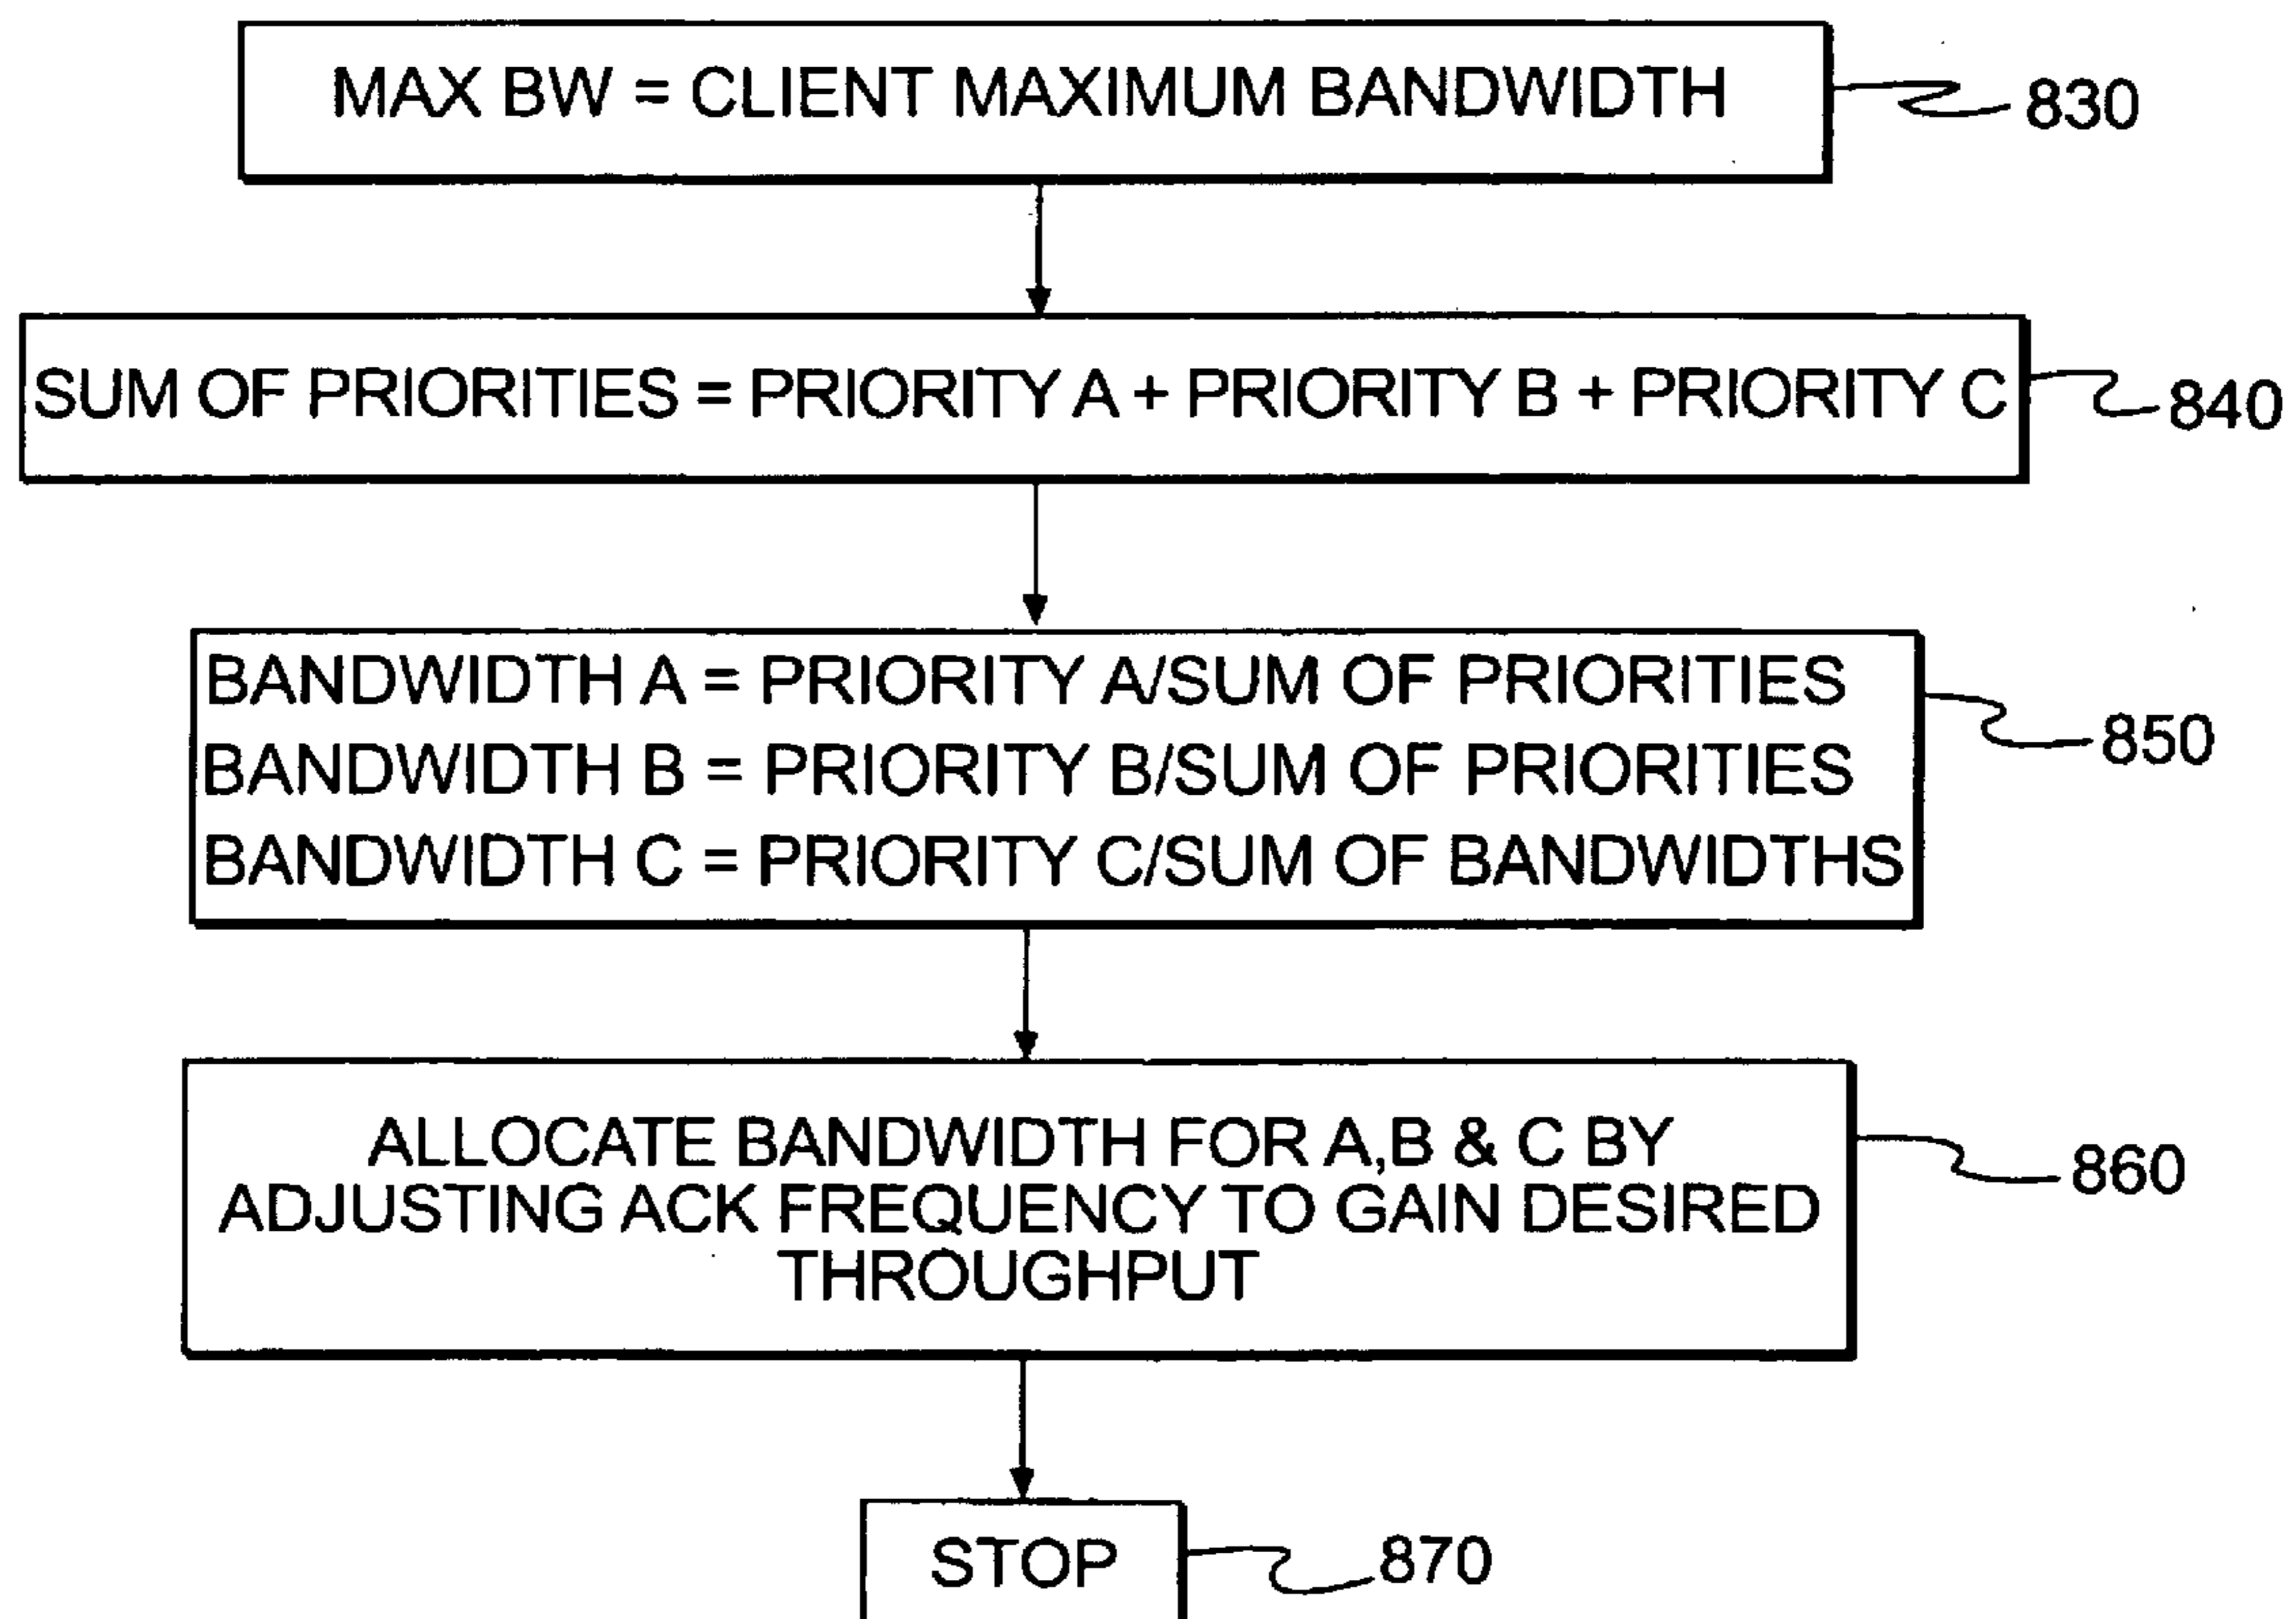 MAX BW = CLIENT MAXIMUM BANDWIDTH
830
SUM OF PRIORITIES = PRIORITY A + PRIORITY B + PRIORITY C
840
BANDWIDTH A = PRIORITY A/SUM OF PRIORITIES
BANDWIDTH B = PRIORITY B/SUM OF PRIORITIES
BANDWIDTH C = PRIORITY C/SUM OF BANDWIDTHS
850
ALLOCATE BANDWIDTH FOR A,B & C BY
ADJUSTING ACK FREQUENCY TO GAIN DESIRED
THROUGHPUT
860
STOP
870